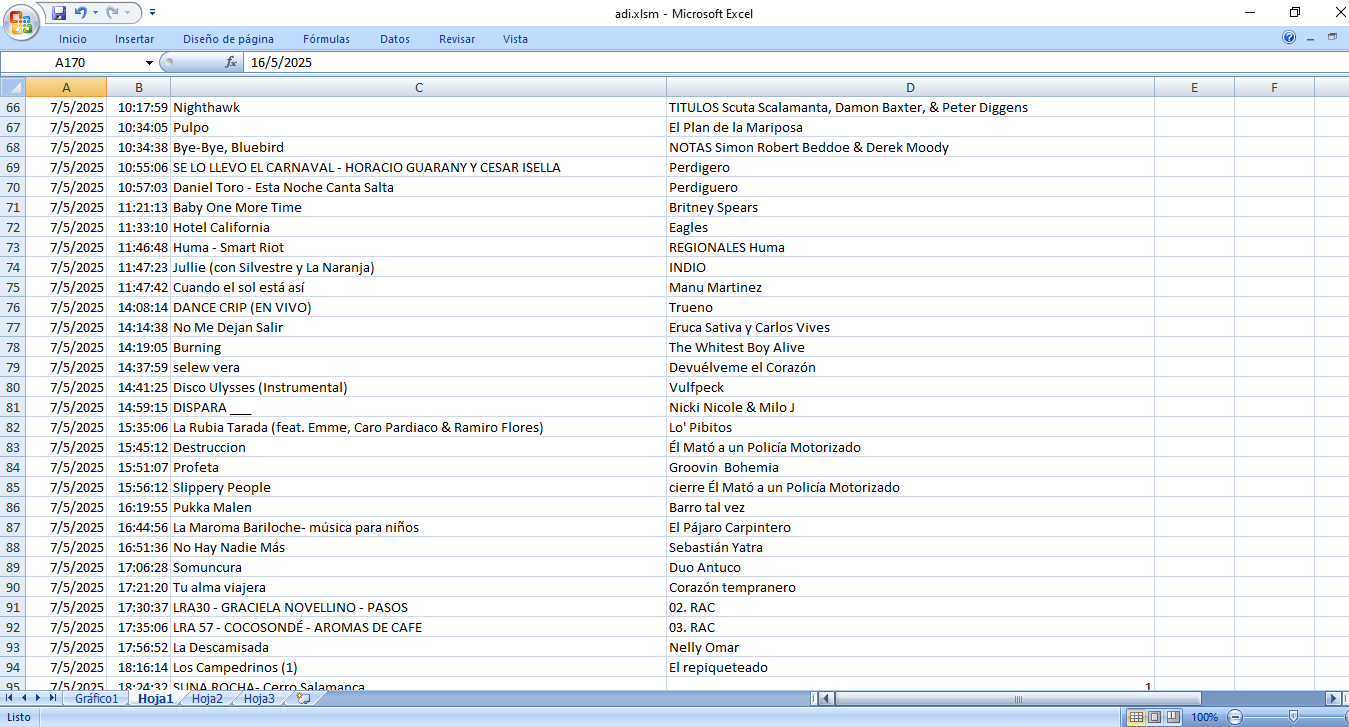 adi.xlsm - Microsoft Excel
Inicio Insertar Diseño de página Fórmulas Datos Revisar Vista
A170 fx 16/5/2025
A B C D E F
66 7/5/2025 10:17:59 Nighthawk TITULOS Scuta Scalamanta, Damon Baxter, & Peter Diggens
67 7/5/2025 10:34:05 Pulpo El Plan de la Mariposa
68 7/5/2025 10:34:38 Bye-Bye, Bluebird NOTAS Simon Robert Beddoe & Derek Moody
69 7/5/2025 10:55:06 SE LO LLEVO EL CARNAVAL - HORACIO GUARANY Y CESAR ISELLA Perdigero
70 7/5/2025 10:57:03 Daniel Toro - Esta Noche Canta Salta Perdiguero
71 7/5/2025 11:21:13 Baby One More Time Britney Spears
72 7/5/2025 11:33:10 Hotel California Eagles
73 7/5/2025 11:46:48 Huma - Smart Riot REGIONALES Huma
74 7/5/2025 11:47:23 Jullie (con Silvestre y La Naranja) INDIO
75 7/5/2025 11:47:42 Cuando el sol está así Manu Martinez
76 7/5/2025 14:08:14 DANCE CRIP (EN VIVO) Trueno
77 7/5/2025 14:14:38 No Me Dejan Salir Eruca Sativa y Carlos Vives
78 7/5/2025 14:19:05 Burning The Whitest Boy Alive
79 7/5/2025 14:37:59 selew vera Devuélveme el Corazón
80 7/5/2025 14:41:25 Disco Ulysses (Instrumental) Vulfpeck
81 7/5/2025 14:59:15 DISPARA ___ Nicki Nicole & Milo J
82 7/5/2025 15:35:06 La Rubia Tarada (feat. Emme, Caro Pardiaco & Ramiro Flores) Lo' Pibitos
83 7/5/2025 15:45:12 Destruccion Él Mató a un Policía Motorizado
84 7/5/2025 15:51:07 Profeta Groovin  Bohemia
85 7/5/2025 15:56:12 Slippery People cierre Él Mató a un Policía Motorizado
86 7/5/2025 16:19:55 Pukka Malen Barro tal vez
87 7/5/2025 16:44:56 La Maroma Bariloche- música para niños El Pájaro Carpintero
88 7/5/2025 16:51:36 No Hay Nadie Más Sebastián Yatra
89 7/5/2025 17:06:28 Somuncura Duo Antuco
90 7/5/2025 17:21:20 Tu alma viajera Corazón tempranero
91 7/5/2025 17:30:37 LRA30 - GRACIELA NOVELLINO - PASOS 02. RAC
92 7/5/2025 17:35:06 LRA 57 - COCOSONDÉ - AROMAS DE CAFE 03. RAC
93 7/5/2025 17:56:52 La Descamisada Nelly Omar
94 7/5/2025 18:16:14 Los Campedrinos (1) El repiqueteado
95 7/5/2025 18:24:32 SUNA ROCHA- Cerro Salamanca 1
Gráfico1 Hoja1 Hoja2 Hoja3
Listo 100%